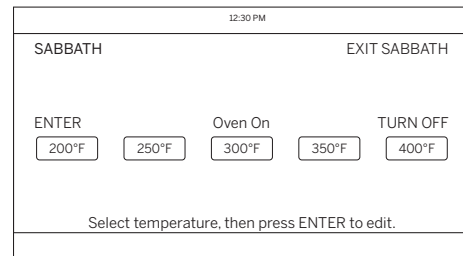 12:30 PM
SABBATH EXIT SABBATH
ENTER Oven On TURN OFF
200°F 250°F 300°F 350°F 400°F
Select temperature, then press ENTER to edit.